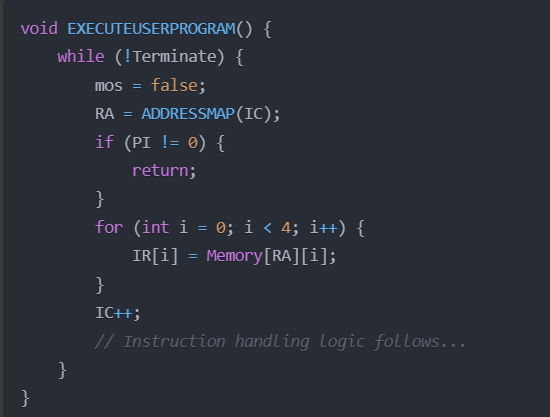 void EXECUTEUSERPROGRAM() {
    while (!Terminate) {
        mos = false;
        RA = ADDRESSMAP(IC);
        if (PI != 0) {
            return;
        }
        for (int i = 0; i < 4; i++) {
            IR[i] = Memory[RA][i];
        }
        IC++;
        // Instruction handling logic follows...
    }
}